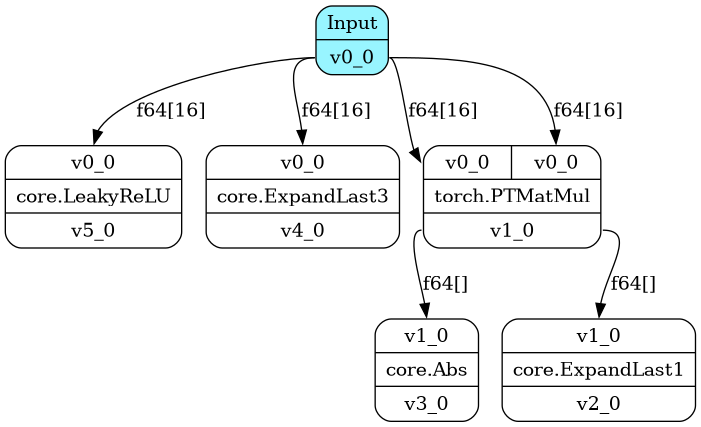 Input
v0_0
f64[16] f64[16] f64[16] f64[16]
v0_0
core.LeakyReLU
v5_0
v0_0
core.ExpandLast3
v4_0
v0_0 v0_0
torch.PTMatMul
v1_0
f64[] f64[]
v1_0
core.Abs
v3_0
v1_0
core.ExpandLast1
v2_0